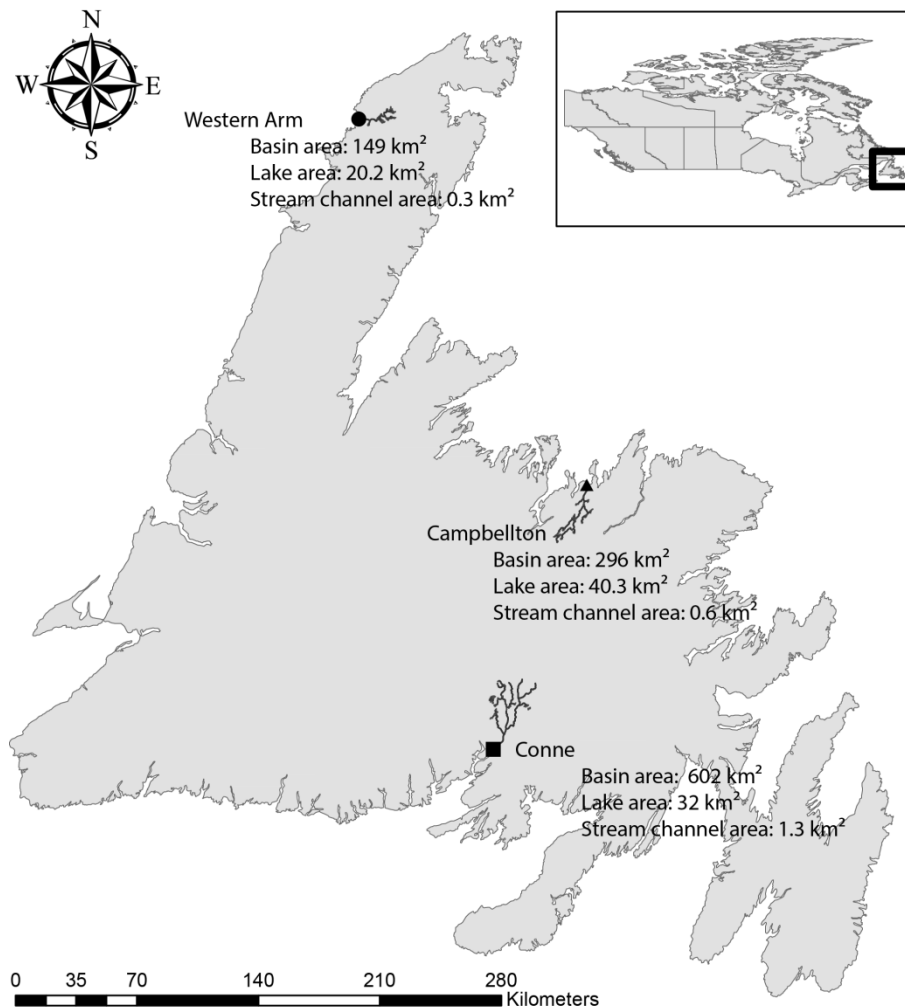 N
W E
S
Western Arm
Basin area: 149 km²
Lake area: 20.2 km²
Stream channel area: 0.3 km²
Campbellton
Basin area: 296 km²
Lake area: 40.3 km²
Stream channel area: 0.6 km²
Conne
Basin area: 602 km²
Lake area: 32 km²
Stream channel area: 1.3 km²
0 35 70 140 210 280
Kilometers